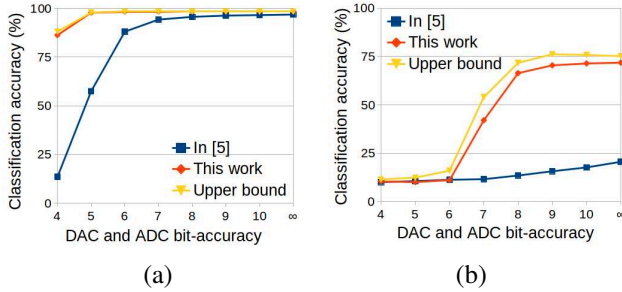 Classification accuracy (%)
100
75
50
25
0
In [5]
This work
Upper bound
4 5 6 7 8 9 10 ∞
DAC and ADC bit-accuracy
(a)
Classification accuracy (%)
100
75
50
25
0
In [5]
This work
Upper bound
4 5 6 7 8 9 10 ∞
DAC and ADC bit-accuracy
(b)